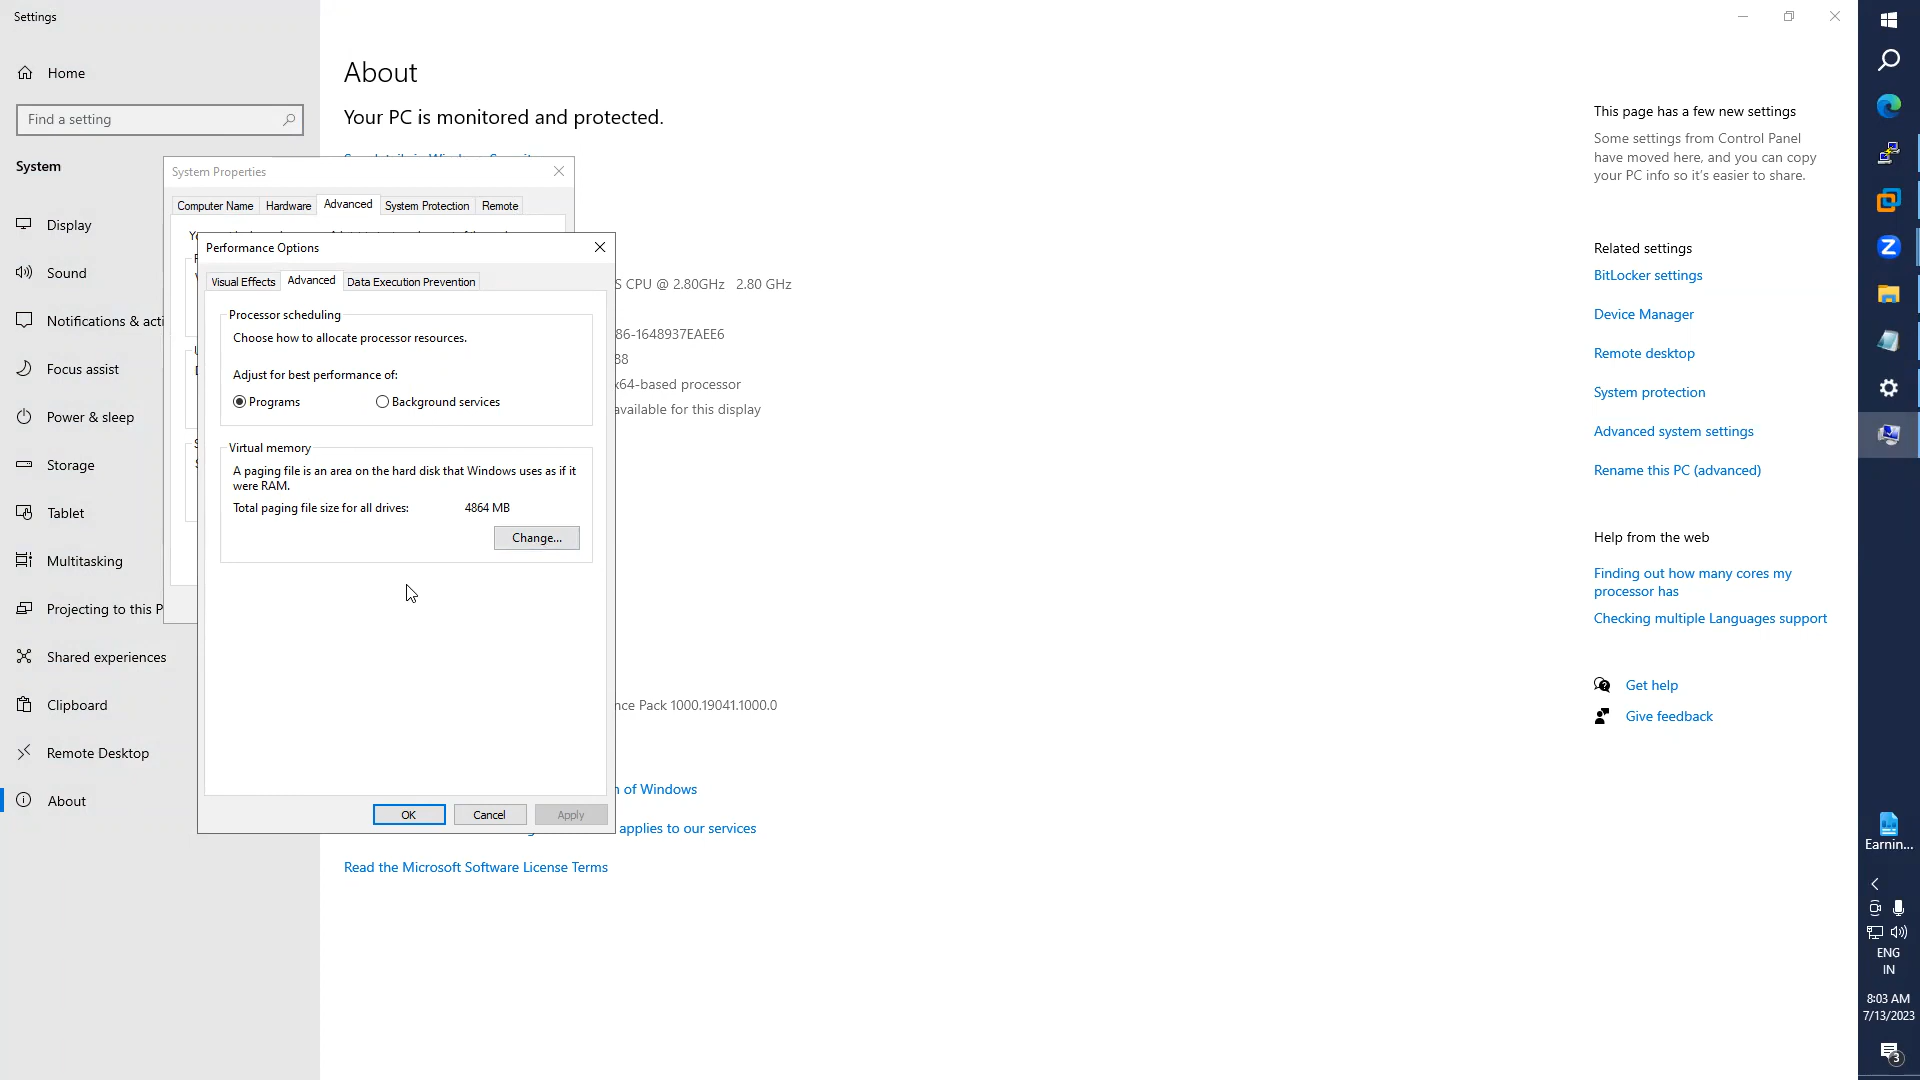 Settings
Home
Find a setting
System
Display
Sound
Notifications & acti
Focus assist
Power & sleep
Storage
Tablet
Multitasking
Projecting to this P
Shared experiences
Clipboard
Remote Desktop
About
About
Your PC is monitored and protected.
System Properties
Computer Name
Hardware
Advanced
System Protection
Remote
Performance Options
Visual Effects
Advanced
Data Execution Prevention
Processor scheduling
Choose how to allocate processor resources.
Adjust for best performance of:
Programs
Background services
Virtual memory
A paging file is an area on the hard disk that Windows uses as if it
were RAM.
Total paging file size for all drives:
4864 MB
Change...
OK
Cancel
Apply
S CPU @ 2.80GHz 2.80 GHz
86-1648937EAEE6
88
x64-based processor
available for this display
nce Pack 1000.19041.1000.0
n of Windows
applies to our services
Read the Microsoft Software License Terms
This page has a few new settings
Some settings from Control Panel
have moved here, and you can copy
your PC info so it's easier to share.
Related settings
BitLocker settings
Device Manager
Remote desktop
System protection
Advanced system settings
Rename this PC (advanced)
Help from the web
Finding out how many cores my
processor has
Checking multiple Languages support
Get help
Give feedback
Earnin...
ENG
IN
8:03 AM
7/13/2023
3